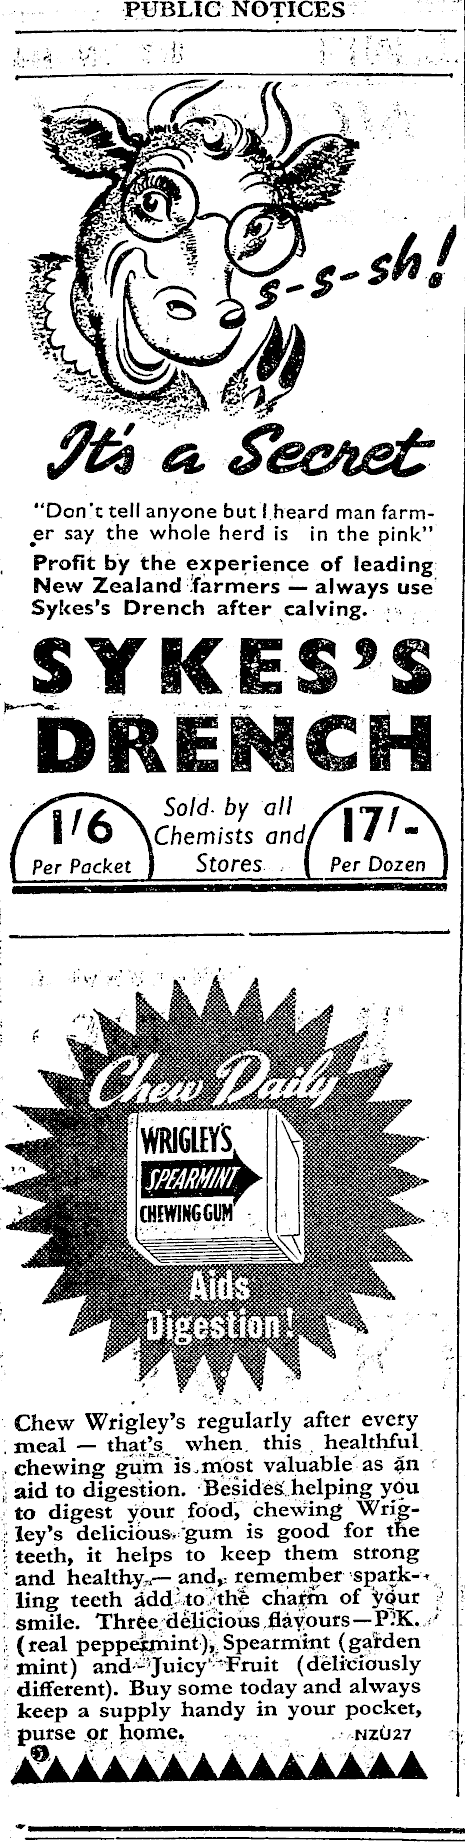 PUBLIC NOTICES
s-s-sh!
It's a Secret
"Don't tell anyone but I heard man farm-
er say the whole herd is in the pink"
Profit by the experience of leading
New Zealand farmers — always use
Sykes's Drench after calving.
SYKES'S
DRENCH
1/6
Per Packet
Sold by all
Chemists and
Stores
17/-
Per Dozen
Chew Daily
WRIGLEY'S
SPEARMINT
CHEWING GUM
Aids
Digestion!
Chew Wrigley's regularly after every
meal — that's when this healthful
chewing gum is most valuable as an
aid to digestion. Besides helping you
to digest your food, chewing Wrig-
ley's delicious gum is good for the
teeth, it helps to keep them strong
and healthy — and, remember spark-
ling teeth add to the charm of your
smile. Three delicious flavours—P.K.
(real peppermint), Spearmint (garden
mint) and Juicy Fruit (deliciously
different). Buy some today and always
keep a supply handy in your pocket,
purse or home.
NZU27